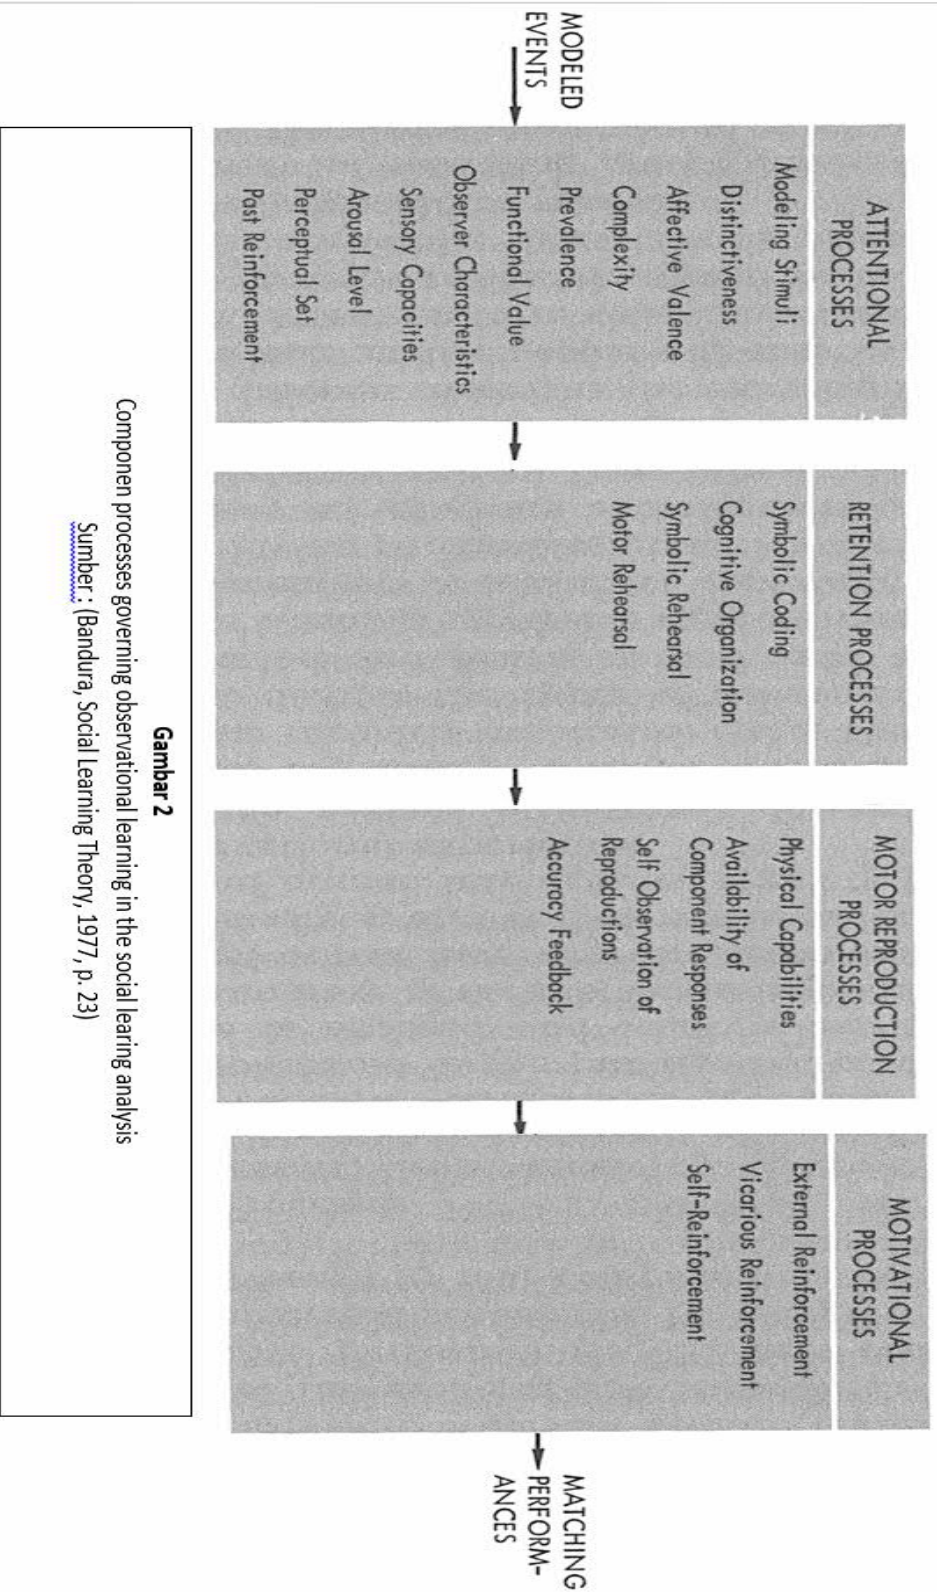 MODELED
EVENTS
ATTENTIONAL
PROCESSES
Modeling Stimuli
Distinctiveness
Affective Valence
Complexity
Prevalence
Functional Value
Observer Characteristics
Sensory Capacities
Arousal Level
Perceptual Set
Past Reinforcement
RETENTION PROCESSES
Symbolic Coding
Cognitive Organization
Symbolic Rehearsal
Motor Rehearsal
MOTOR REPRODUCTION
PROCESSES
Physical Capabilities
Availability of
Component Responses
Self Observation of
Reproductions
Accuracy Feedback
MOTIVATIONAL
PROCESSES
External Reinforcement
Vicarious Reinforcement
Self-Reinforcement
MATCHING
PERFORM-
ANCES
Gambar 2
Componen processes governing observational learning in the social learing analysis
Sumber : (Bandura, Social Learning Theory, 1977, p. 23)